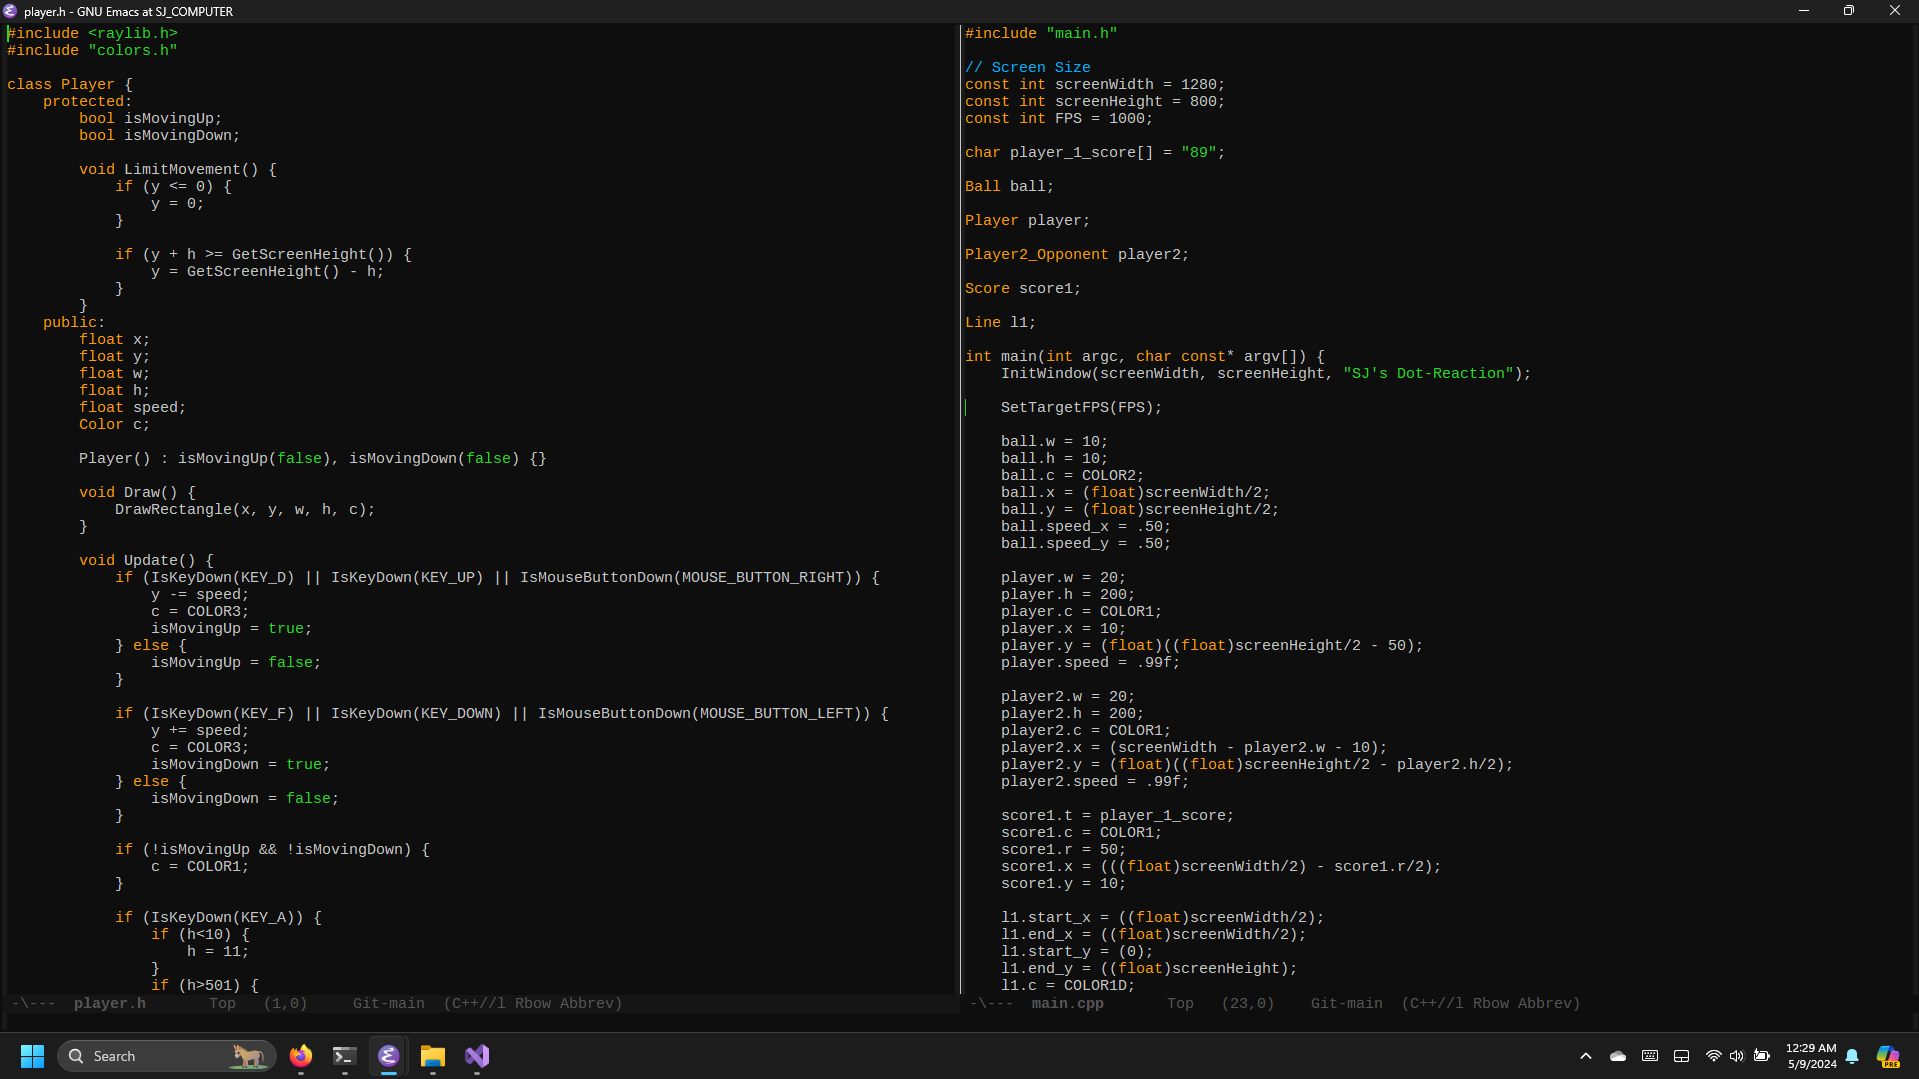 player.h - GNU Emacs at SJ_COMPUTER
#include <raylib.h>
#include "colors.h"

class Player {
    protected:
        bool isMovingUp;
        bool isMovingDown;

        void LimitMovement() {
            if (y <= 0) {
                y = 0;
            }

            if (y + h >= GetScreenHeight()) {
                y = GetScreenHeight() - h;
            }
        }
    public:
        float x;
        float y;
        float w;
        float h;
        float speed;
        Color c;

        Player() : isMovingUp(false), isMovingDown(false) {}

        void Draw() {
            DrawRectangle(x, y, w, h, c);
        }

        void Update() {
            if (IsKeyDown(KEY_D) || IsKeyDown(KEY_UP) || IsMouseButtonDown(MOUSE_BUTTON_RIGHT)) {
                y -= speed;
                c = COLOR3;
                isMovingUp = true;
            } else {
                isMovingUp = false;
            }

            if (IsKeyDown(KEY_F) || IsKeyDown(KEY_DOWN) || IsMouseButtonDown(MOUSE_BUTTON_LEFT)) {
                y += speed;
                c = COLOR3;
                isMovingDown = true;
            } else {
                isMovingDown = false;
            }

            if (!isMovingUp && !isMovingDown) {
                c = COLOR1;
            }

            if (IsKeyDown(KEY_A)) {
                if (h<10) {
                    h = 11;
                }
                if (h>501) {
-\---  player.h       Top   (1,0)     Git-main  (C++//l Rbow Abbrev)
#include "main.h"

// Screen Size
const int screenWidth = 1280;
const int screenHeight = 800;
const int FPS = 1000;

char player_1_score[] = "89";

Ball ball;

Player player;

Player2_Opponent player2;

Score score1;

Line l1;

int main(int argc, char const* argv[]) {
    InitWindow(screenWidth, screenHeight, "SJ's Dot-Reaction");

    SetTargetFPS(FPS);

    ball.w = 10;
    ball.h = 10;
    ball.c = COLOR2;
    ball.x = (float)screenWidth/2;
    ball.y = (float)screenHeight/2;
    ball.speed_x = .50;
    ball.speed_y = .50;

    player.w = 20;
    player.h = 200;
    player.c = COLOR1;
    player.x = 10;
    player.y = (float)((float)screenHeight/2 - 50);
    player.speed = .99f;

    player2.w = 20;
    player2.h = 200;
    player2.c = COLOR1;
    player2.x = (screenWidth - player2.w - 10);
    player2.y = (float)((float)screenHeight/2 - player2.h/2);
    player2.speed = .99f;

    score1.t = player_1_score;
    score1.c = COLOR1;
    score1.r = 50;
    score1.x = (((float)screenWidth/2) - score1.r/2);
    score1.y = 10;

    l1.start_x = ((float)screenWidth/2);
    l1.end_x = ((float)screenWidth/2);
    l1.start_y = (0);
    l1.end_y = ((float)screenHeight);
    l1.c = COLOR1D;
-\---  main.cpp       Top   (23,0)    Git-main  (C++//l Rbow Abbrev)
Search
12:29 AM
5/9/2024
PRE